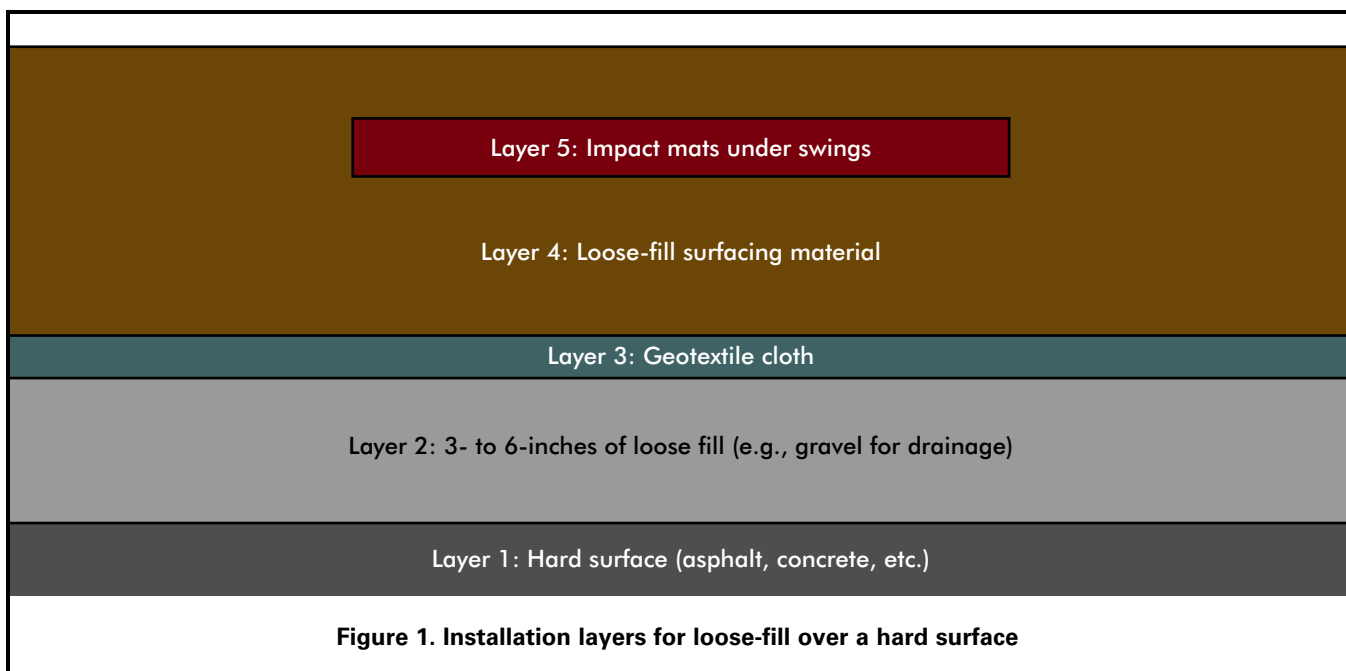 Layer 5: Impact mats under swings
Layer 4: Loose-fill surfacing material
Layer 3: Geotextile cloth
Layer 2: 3- to 6-inches of loose fill (e.g., gravel for drainage)
Layer 1: Hard surface (asphalt, concrete, etc.)
Figure 1. Installation layers for loose-fill over a hard surface